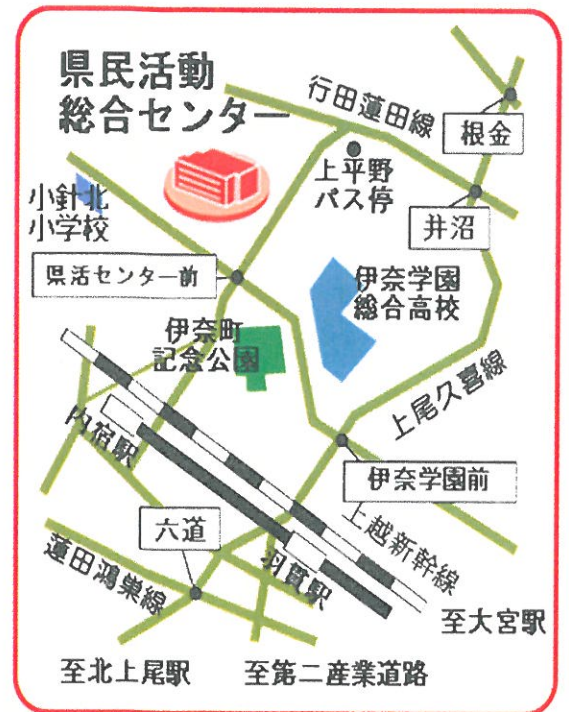 県民活動
総合センター
行田蓮田線
根金
上平野
バス停
井沼
小針北
小学校
県活センター前
伊奈学園
総合高校
伊奈町
記念公園
上尾久喜線
内宿駅
伊奈学園前
六道
上越新幹線
羽貫駅
蓮田鴻巣線
至大宮駅
至北上尾駅
至第二産業道路